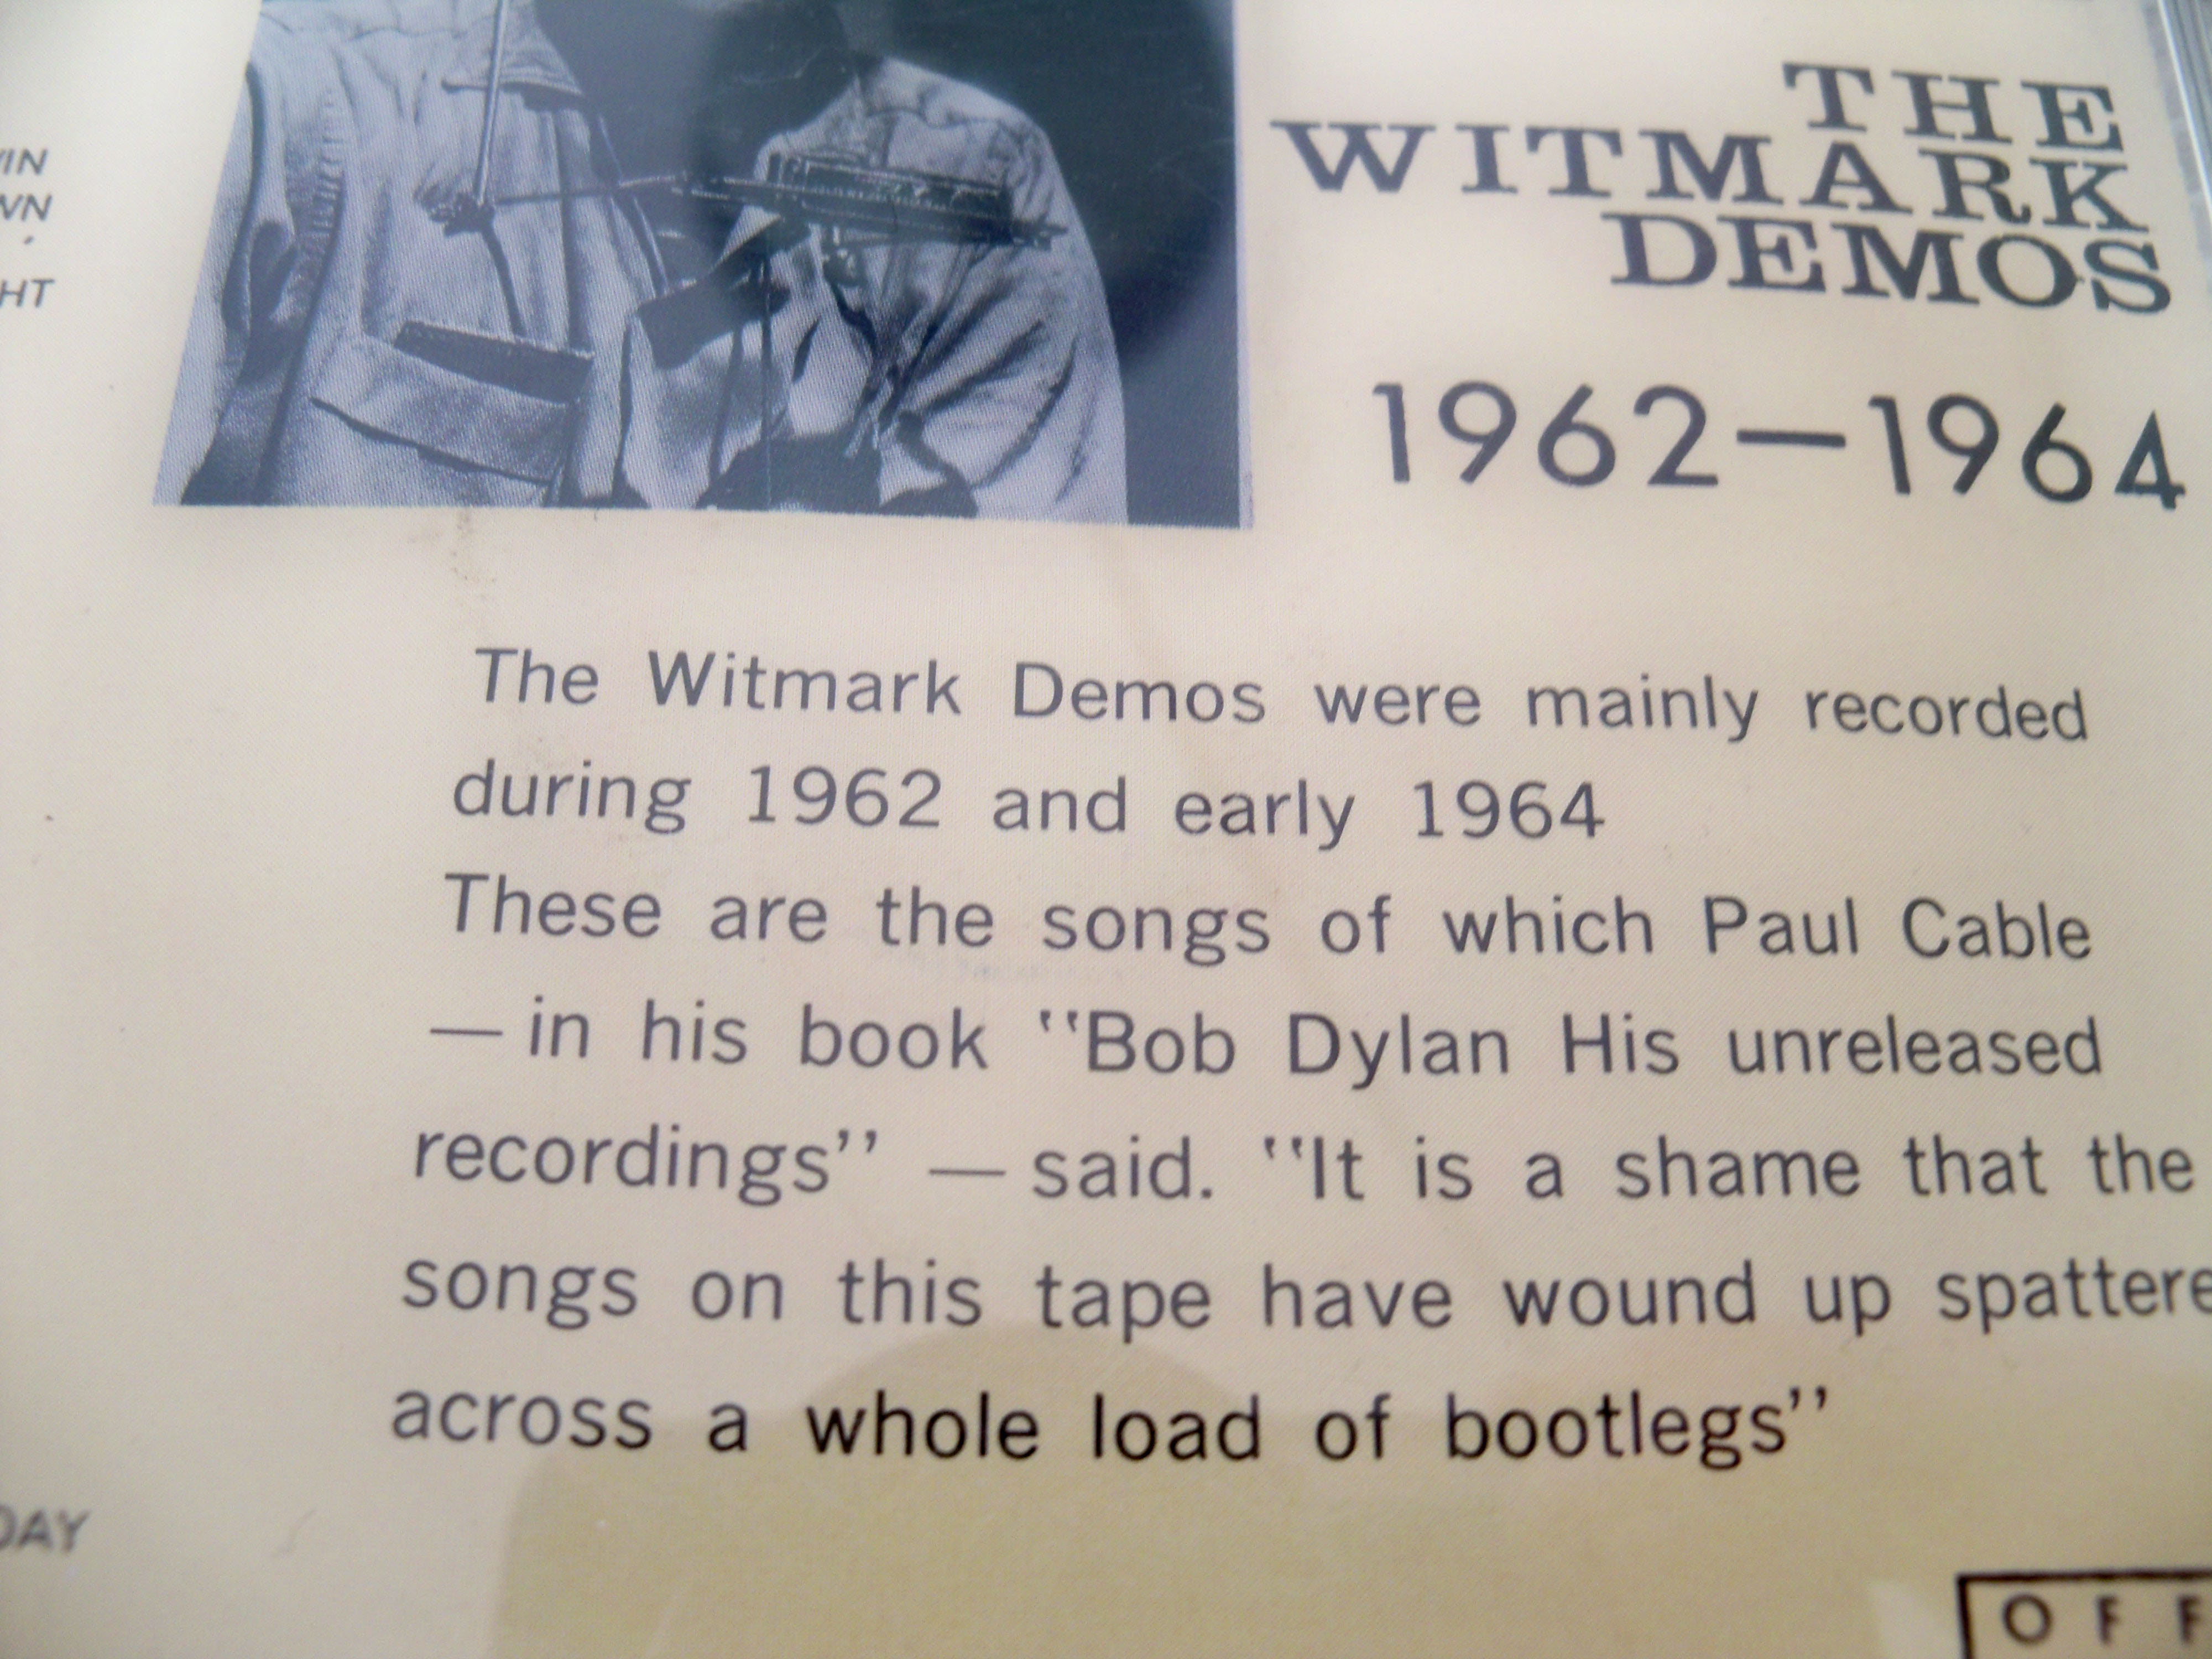 THE
WITMARK
DEMOS
1962—1964
The Witmark Demos were mainly recorded
during 1962 and early 1964
These are the songs of which Paul Cable
— in his book "Bob Dylan His unreleased
recordings" — said. "It is a shame that the
songs on this tape have wound up
across a whole load of bootlegs"
DAY